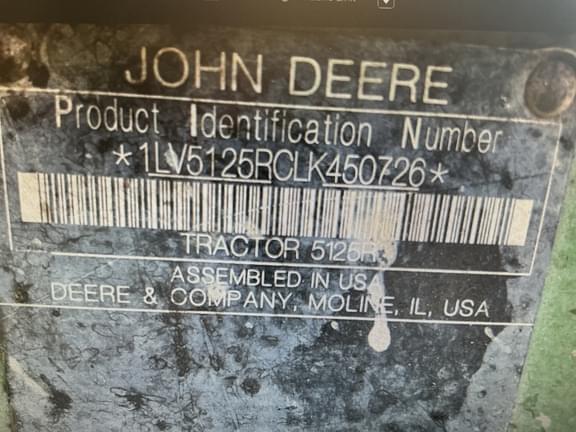 JOHN DEERE
Product Identification Number
*1LV5125RCLK450726*
TRACTOR 5125R
ASSEMBLED IN USA
DEERE & COMPANY, MOLINE, IL, USA